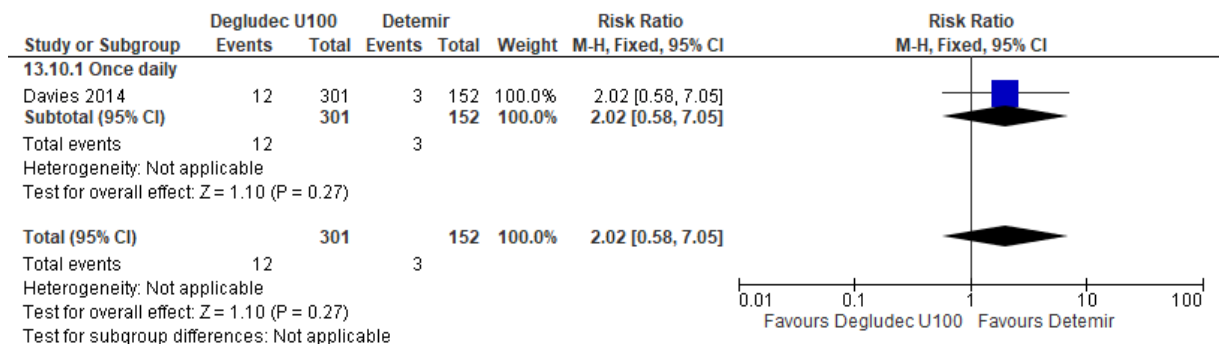 Degludec U100 Detemir Risk Ratio Risk Ratio
Study or Subgroup Events Total Events Total Weight M-H, Fixed, 95% CI M-H, Fixed, 95% CI
13.10.1 Once daily
Davies 2014 12 301 3 152 100.0% 2.02 [0.58, 7.05]
Subtotal (95% CI) 301 152 100.0% 2.02 [0.58, 7.05]
Total events 12 3
Heterogeneity: Not applicable
Test for overall effect: Z = 1.10 (P = 0.27)
Total (95% CI) 301 152 100.0% 2.02 [0.58, 7.05]
Total events 12 3
Heterogeneity: Not applicable
Test for overall effect: Z = 1.10 (P = 0.27)
Test for subgroup differences: Not applicable
0.01 0.1 1 10 100
Favours Degludec U100 Favours Detemir